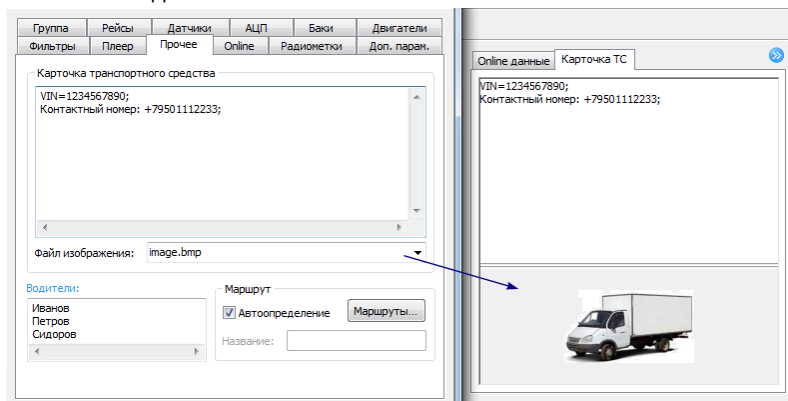 Группа Рейсы Датчики АЦП Баки Двигатели
Фильтры Плеер Прочее Online Радиометки Доп. парам.
Карточка транспортного средства
VIN=1234567890;
Контактный номер: +79501112233;
Файл изображения: image.bmp
Водители:
Иванов
Петров
Сидоров
Маршрут
Автоопределение Маршруты...
Название:
Online данные Карточка ТС
VIN=1234567890;
Контактный номер: +79501112233;